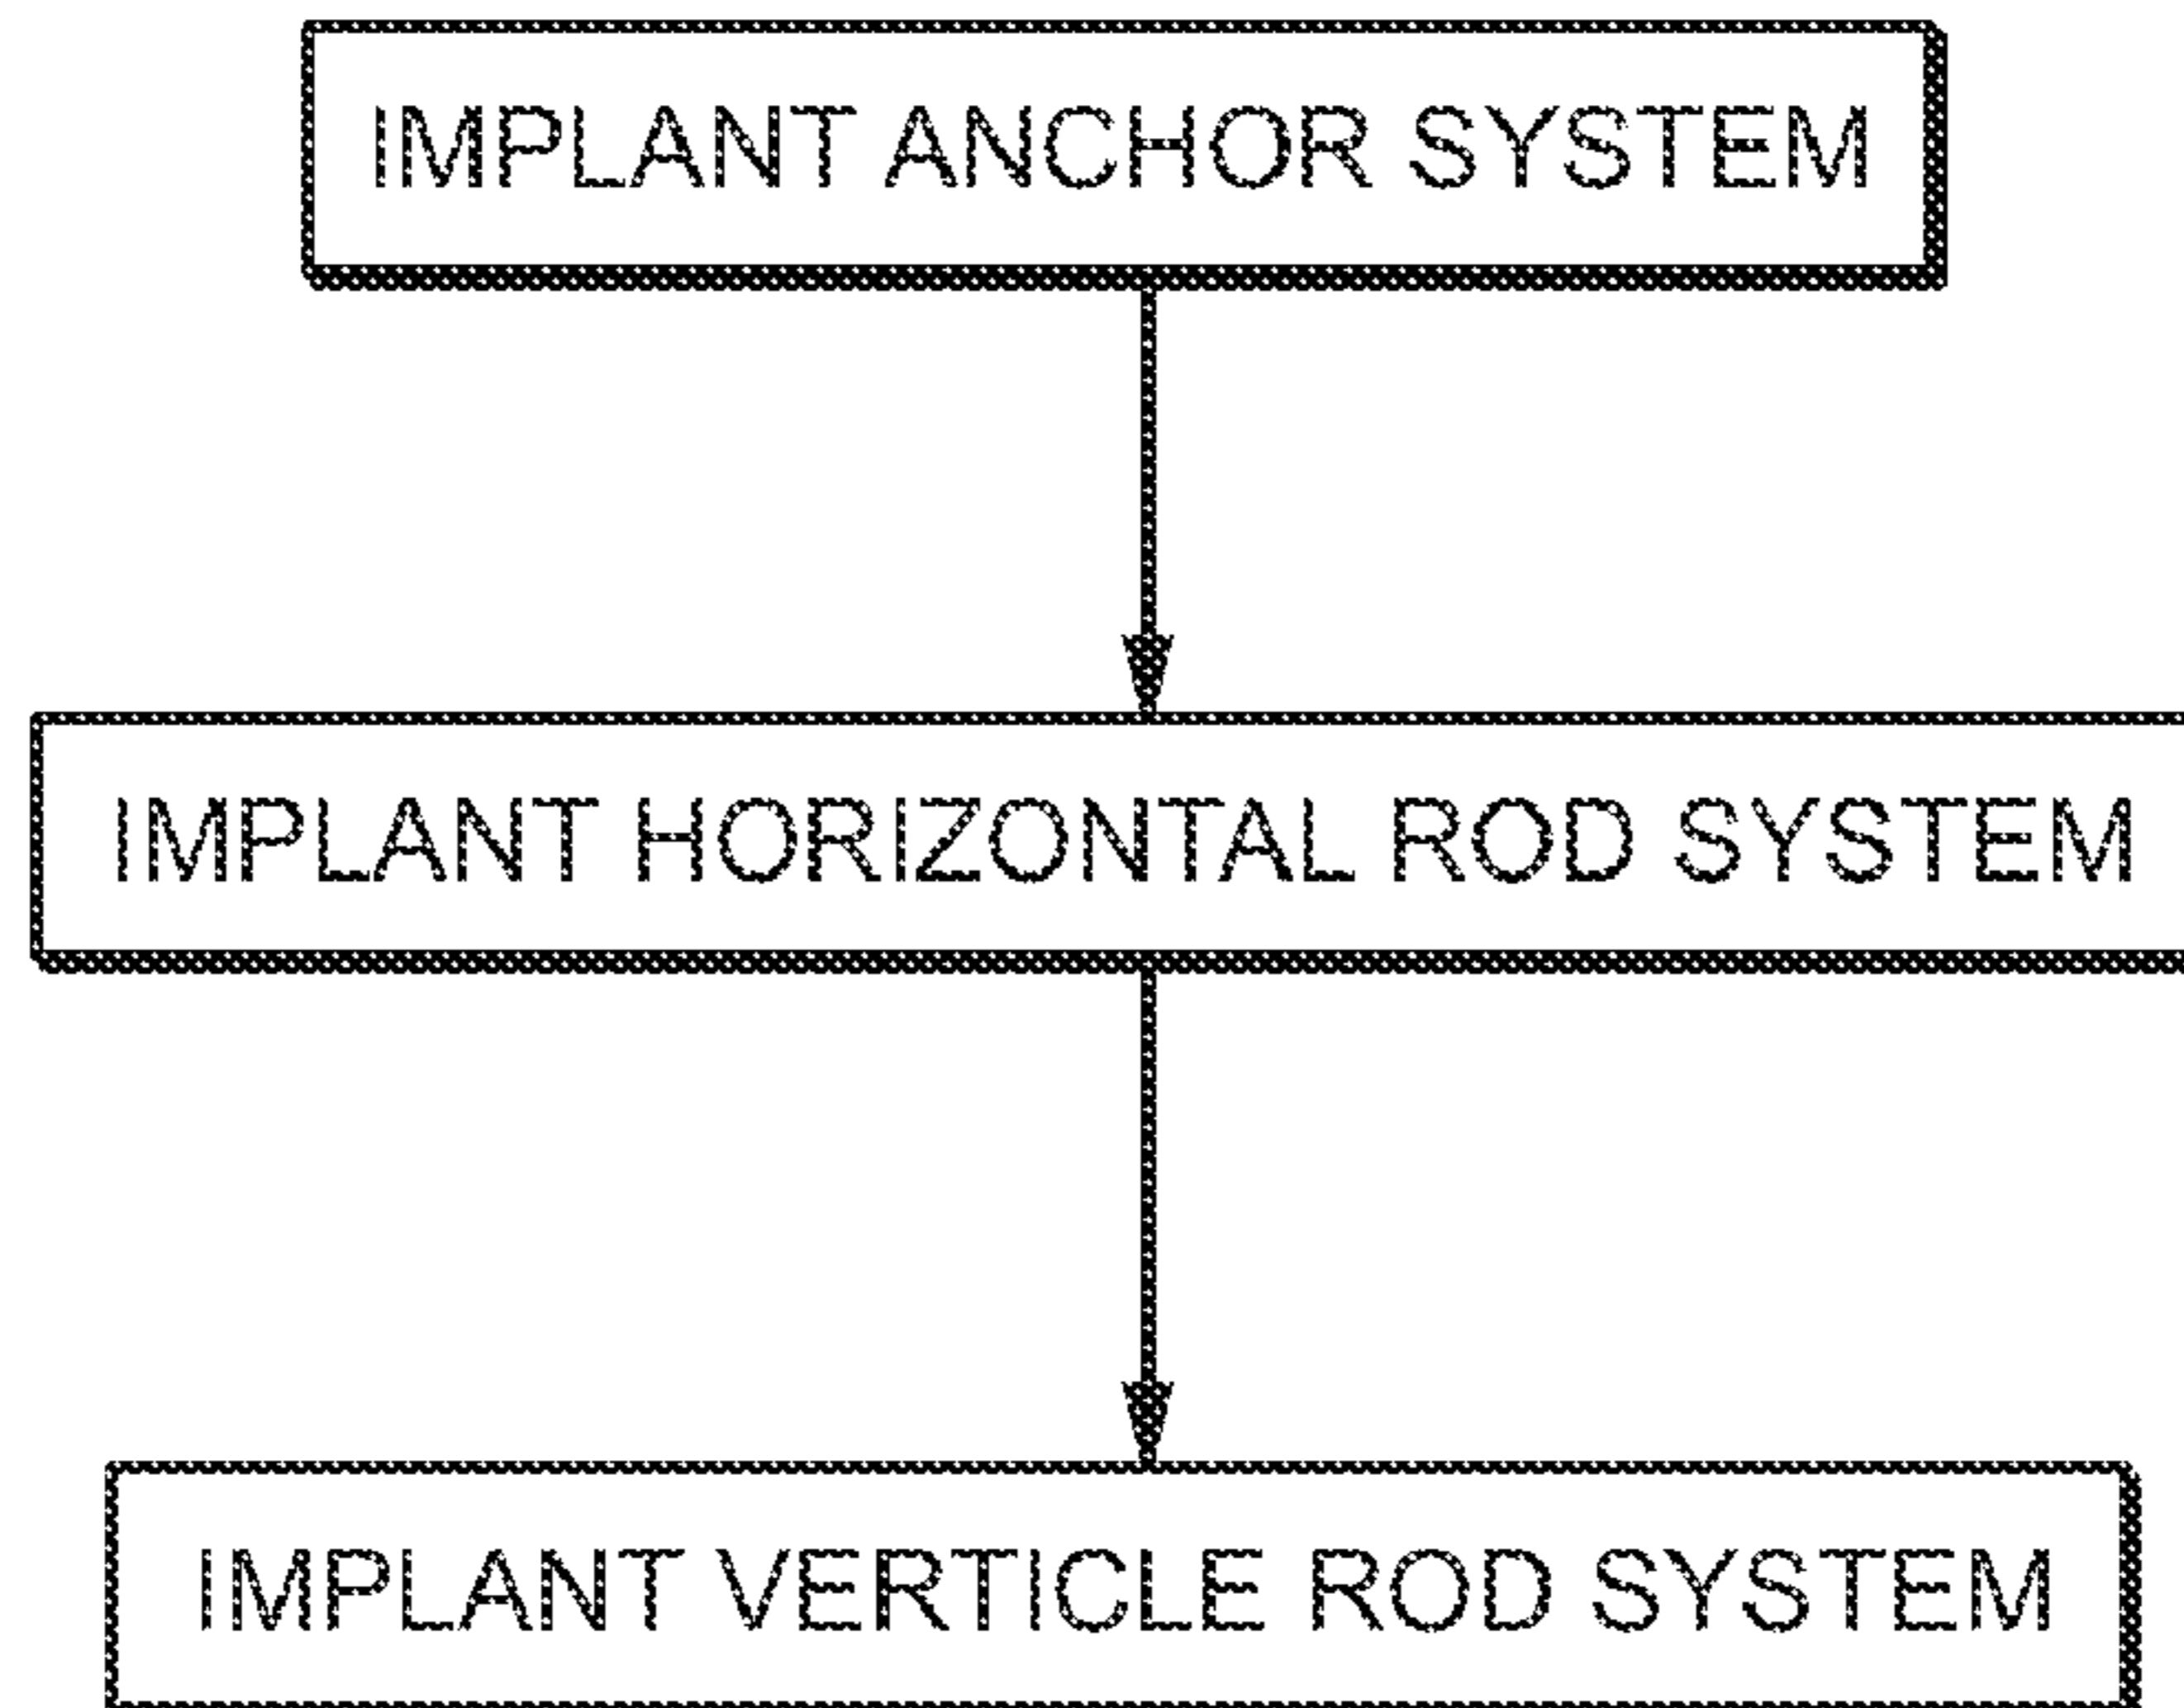 IMPLANT ANCHOR SYSTEM
IMPLANT HORIZONTAL ROD SYSTEM
IMPLANT VERTICLE ROD SYSTEM